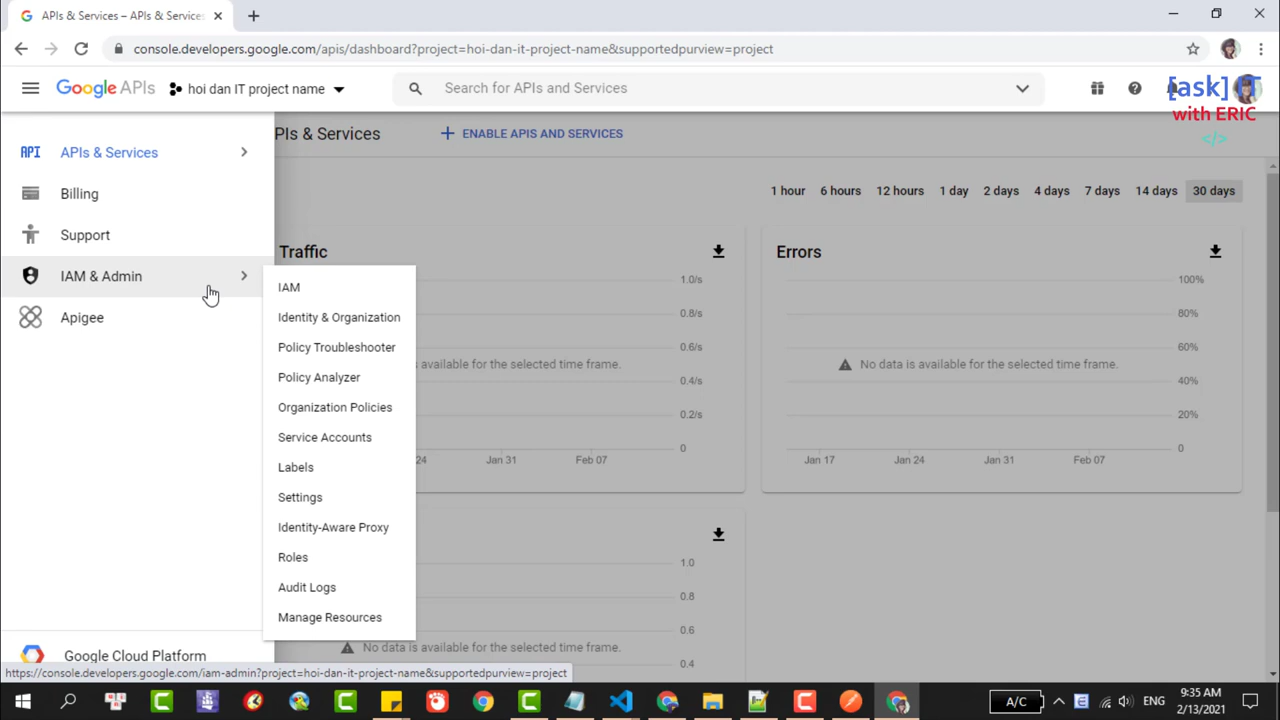 APIs & Services – APIs & Services
console.developers.google.com/apis/dashboard?project=hoi-dan-it-project-name&supportedpurview=project
Google APIs
hoi dan IT project name
Search for APIs and Services
[ask] IT
with ERIC
</>
API
APIs & Services
PIs & Services
ENABLE APIS AND SERVICES
Billing
Support
IAM & Admin
Apigee
1 hour
6 hours
12 hours
1 day
2 days
4 days
7 days
14 days
30 days
Traffic
1.0/s
0.8/s
0.6/s
0.4/s
0.2/s
0
s available for the selected time frame.
24
Jan 31
Feb 07
Errors
100%
80%
60%
40%
20%
0
No data is available for the selected time frame.
Jan 17
Jan 24
Jan 31
Feb 07
IAM
Identity & Organization
Policy Troubleshooter
Policy Analyzer
Organization Policies
Service Accounts
Labels
Settings
Identity-Aware Proxy
Roles
Audit Logs
Manage Resources
1.0
0.8
0.6
0.4
No data is available for the selected time frame.
Google Cloud Platform
https://console.developers.google.com/iam-admin?project=hoi-dan-it-project-name&supportedpurview=project
A/C
ENG
9:35 AM
2/13/2021